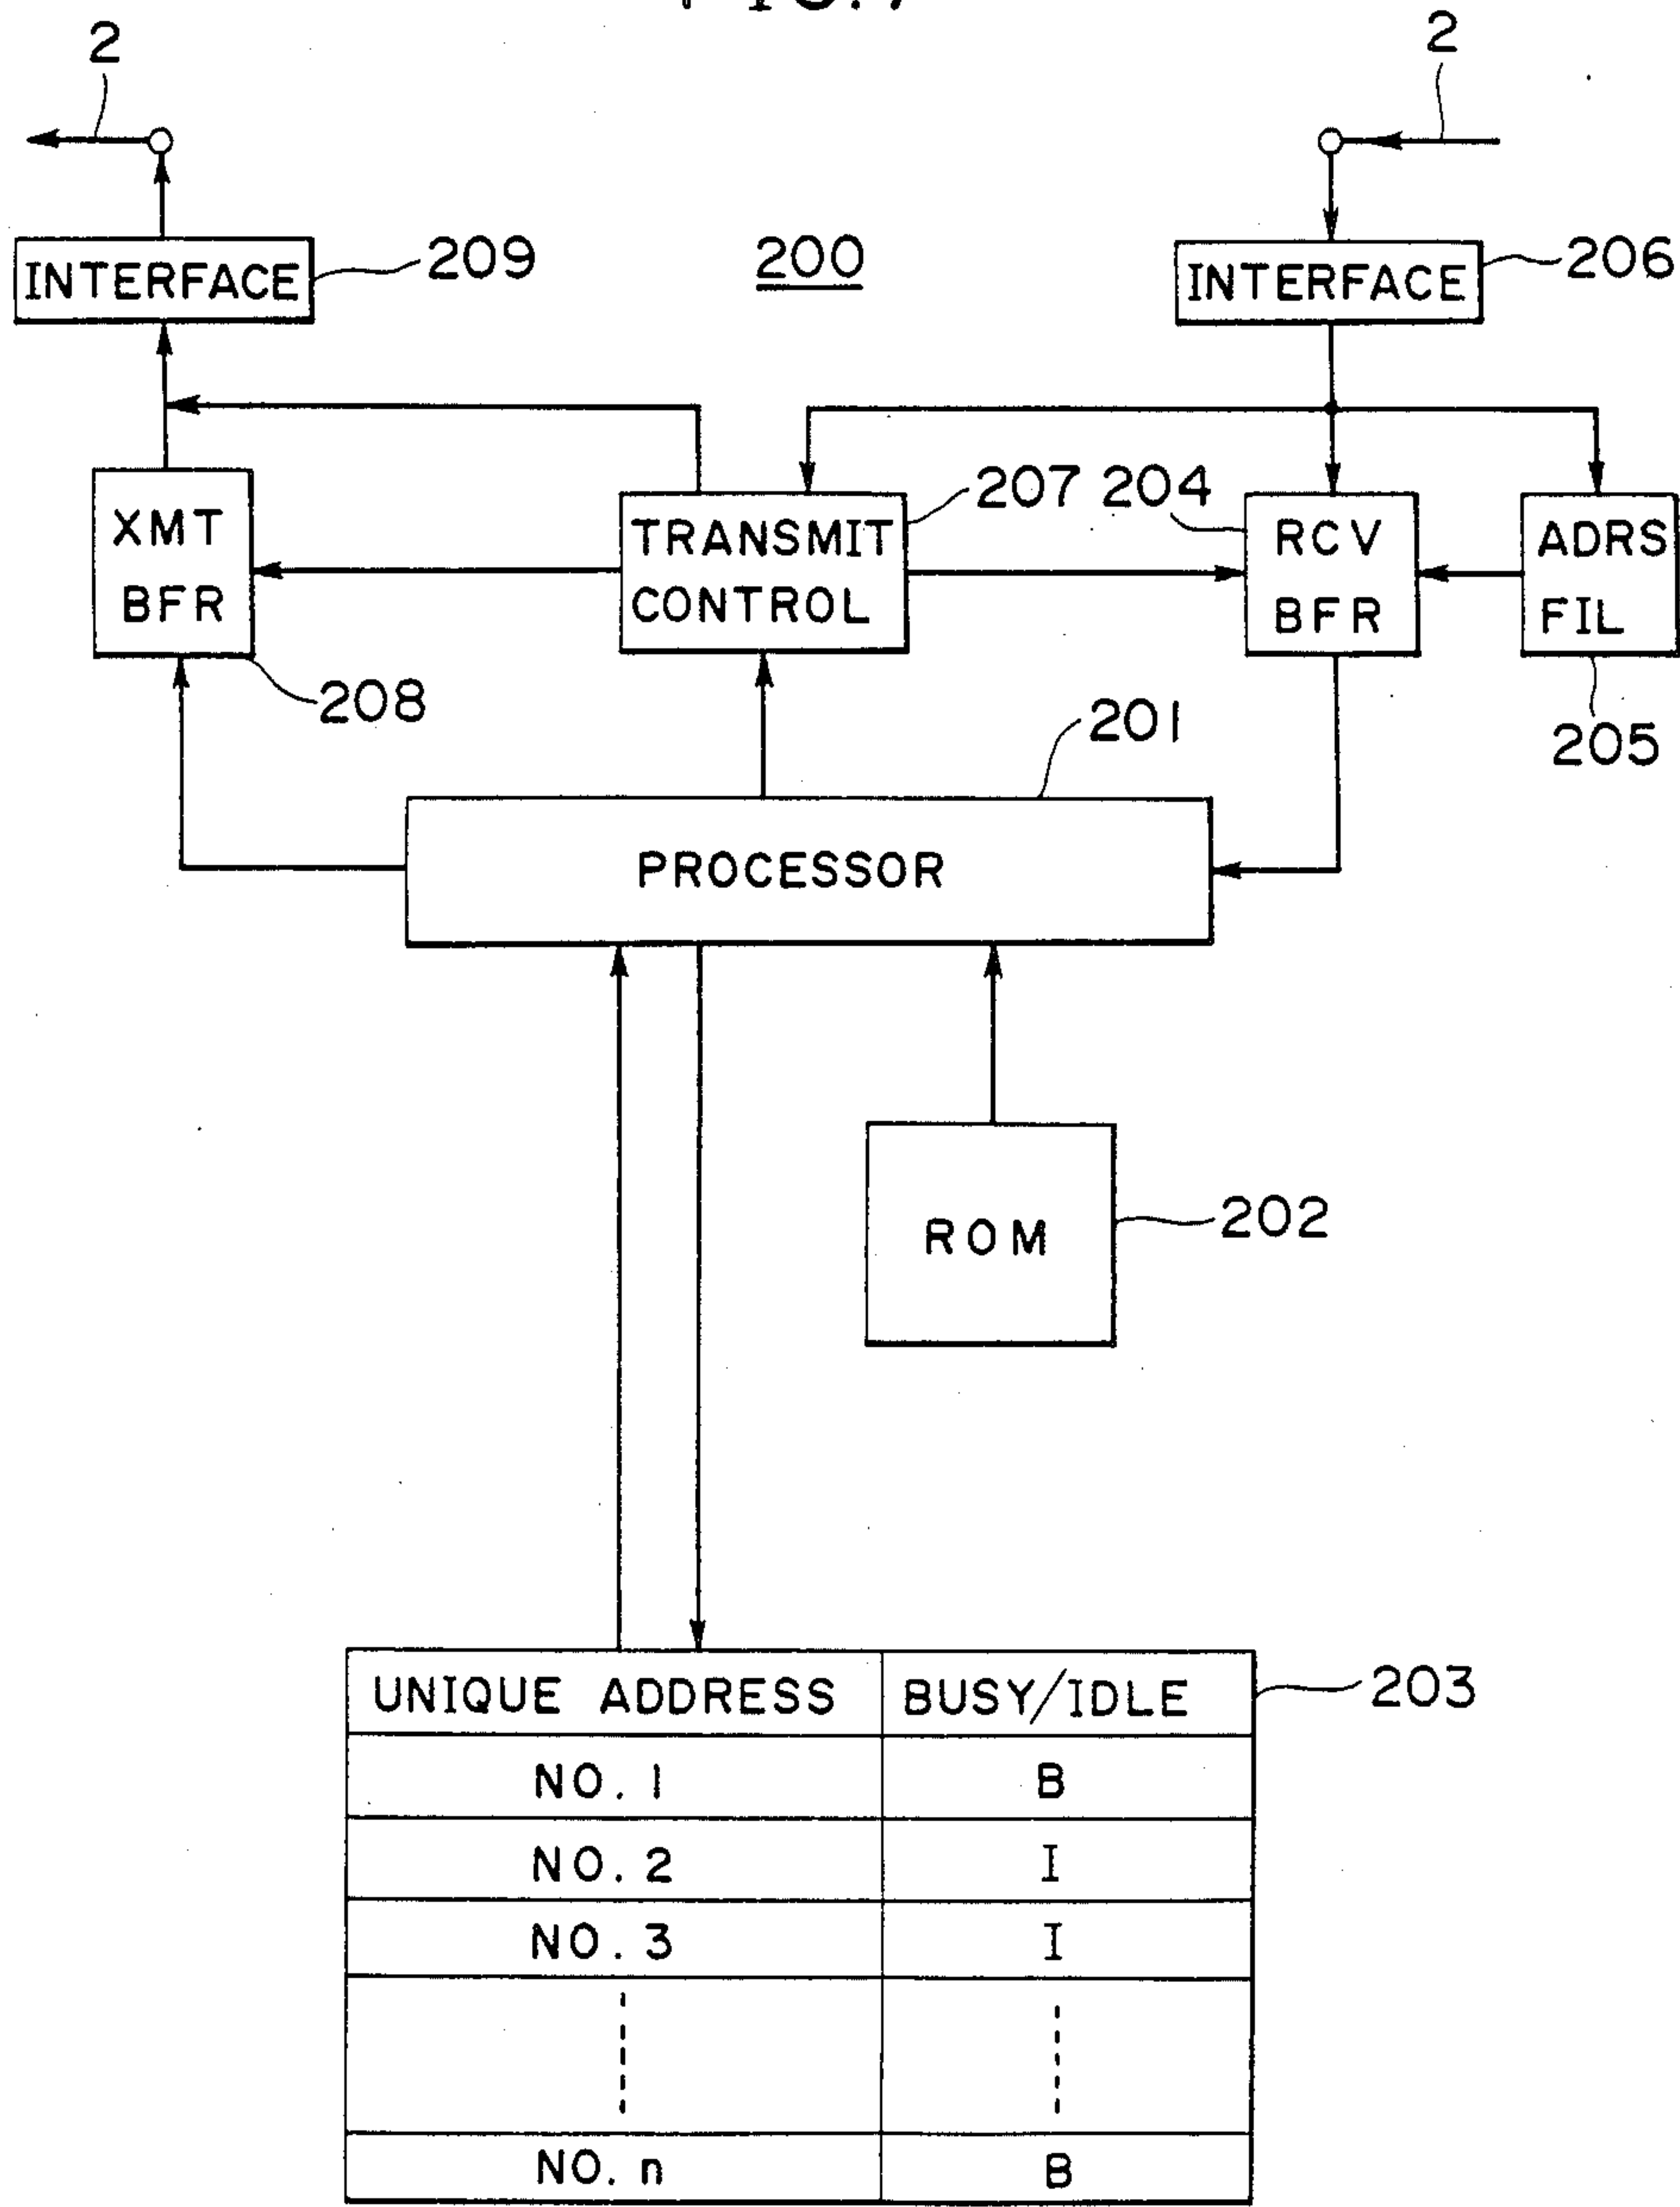 2
2
INTERFACE
209
200
INTERFACE
206
XMT
BFR
208
TRANSMIT
CONTROL
207
204
RCV
BFR
ADRS
FIL
205
201
PROCESSOR
ROM
202
UNIQUE ADDRESS BUSY/IDLE
203
NO. 1 B
NO. 2 I
NO. 3 I
NO. n B